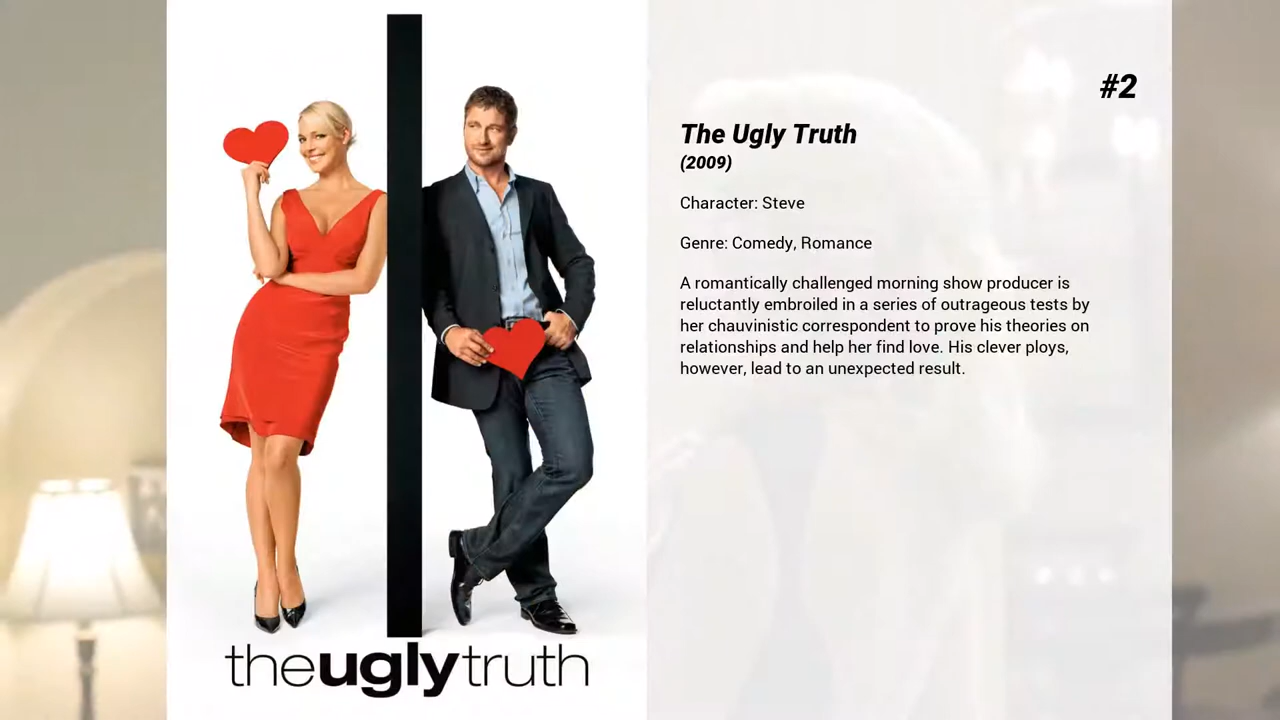 #2
The Ugly Truth
(2009)
Character: Steve
Genre: Comedy, Romance
A romantically challenged morning show producer is
reluctantly embroiled in a series of outrageous tests by
her chauvinistic correspondent to prove his theories on
relationships and help her find love. His clever ploys,
however, lead to an unexpected result.
theuglytruth